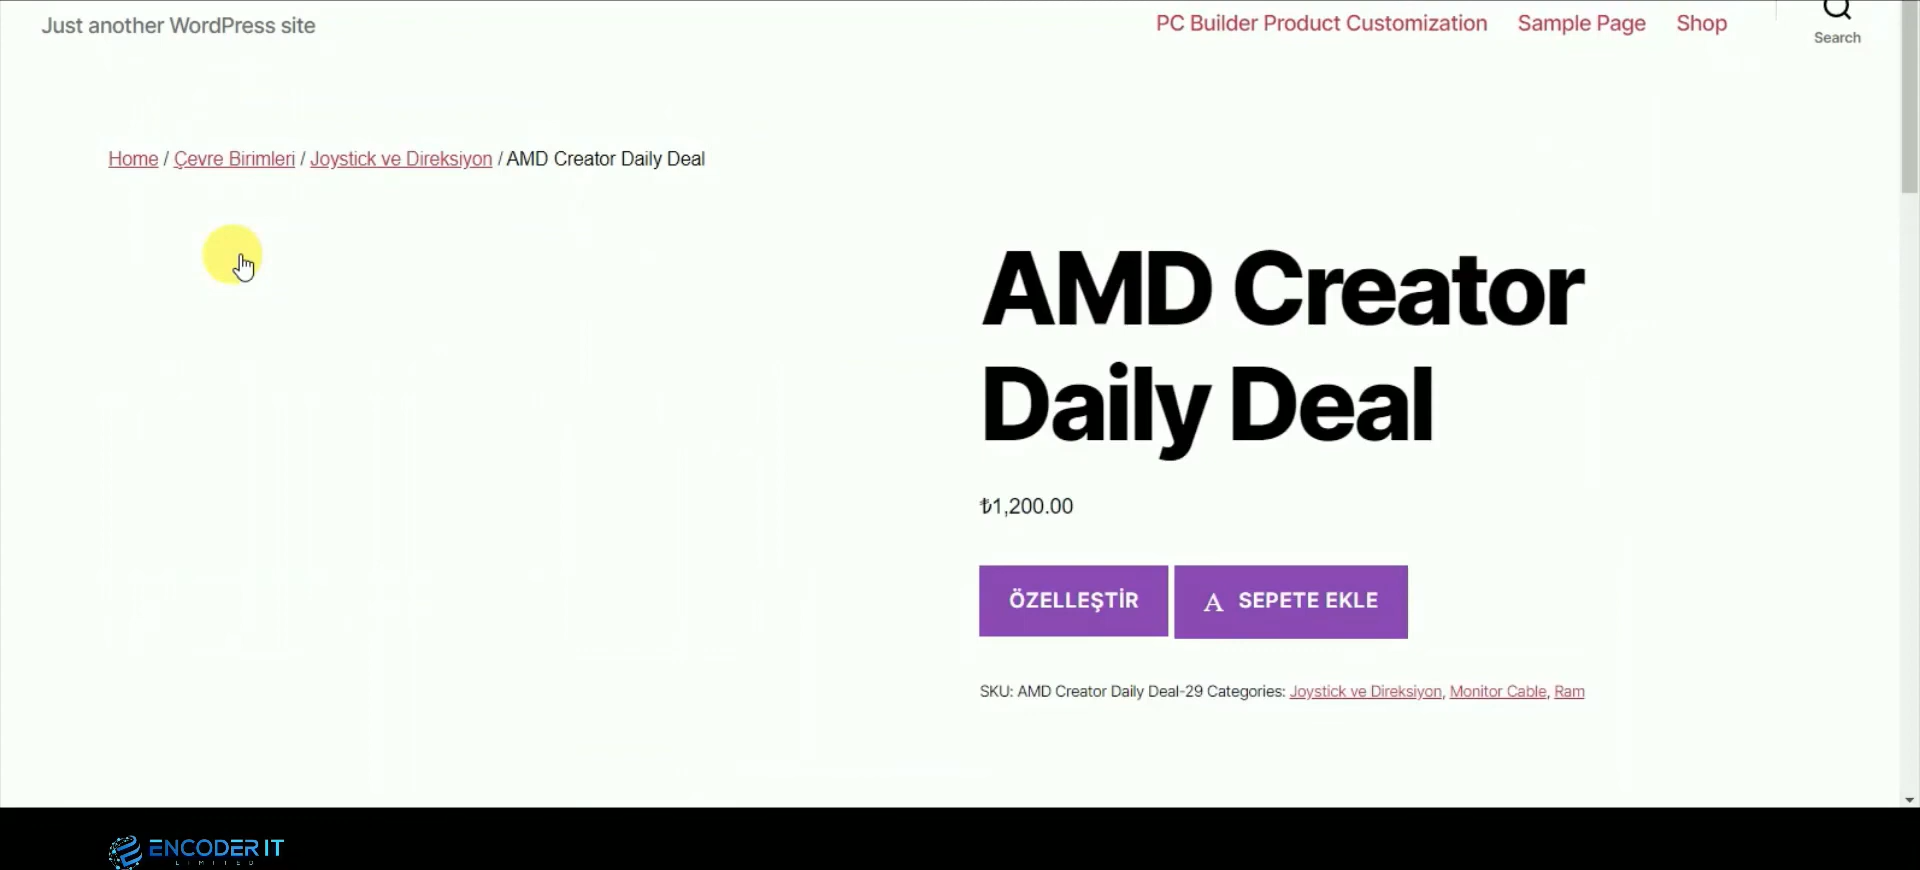 Just another WordPress site
PC Builder Product Customization Sample Page Shop
Search
Home / Çevre Birimleri / Joystick ve Direksiyon / AMD Creator Daily Deal
AMD Creator
Daily Deal
₺1,200.00
ÖZELLEŞTİR
A SEPETE EKLE
SKU: AMD Creator Daily Deal-29 Categories: Joystick ve Direksiyon, Monitor Cable, Ram
ENCODER IT
LIMITED